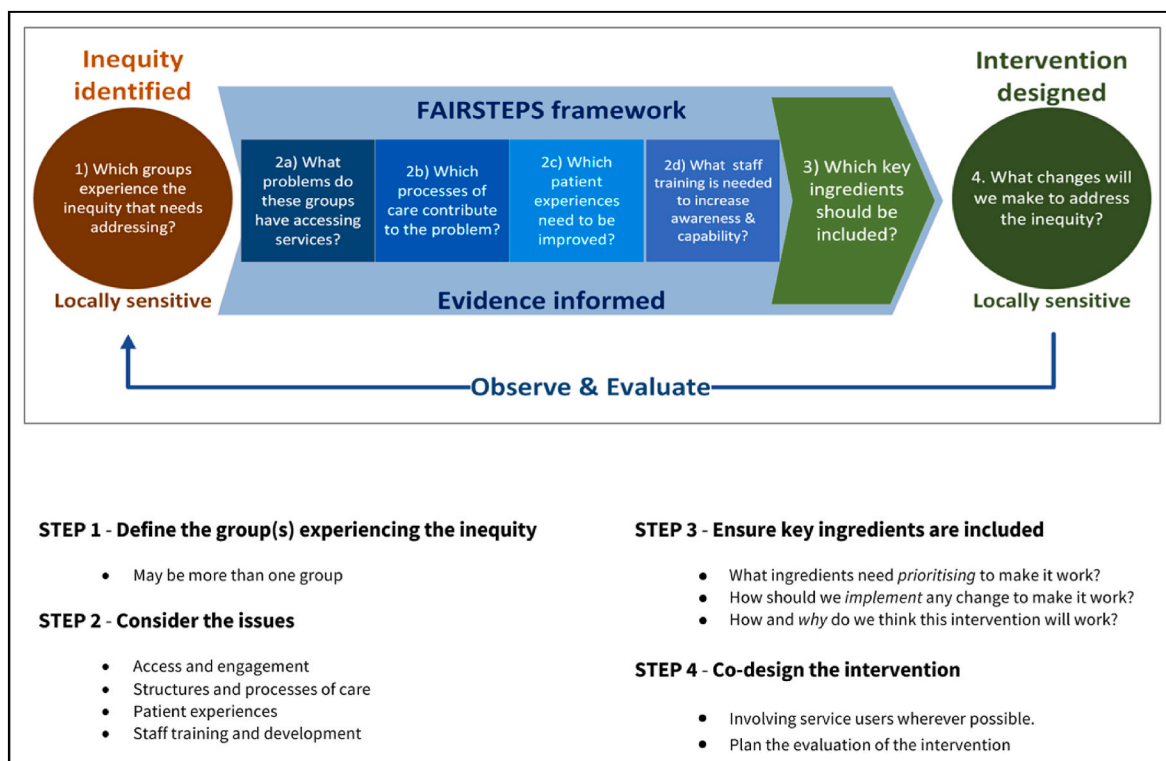 Inequity
identified
1) Which groups
experience the
inequity that needs
addressing?
Locally sensitive
FAIRSTEPS framework
2a) What
problems do
these groups
have accessing
services?
2b) Which
processes of
care contribute
to the problem?
2c) Which
patient
experiences
need to be
improved?
2d) What staff
training is needed
to increase
awareness &
capability?
3) Which key
ingredients
should be
included?
Evidence informed
Intervention
designed
4. What changes will
we make to address
the inequity?
Locally sensitive
Observe & Evaluate
STEP 1 - Define the group(s) experiencing the inequity
• May be more than one group
STEP 2 - Consider the issues
• Access and engagement
• Structures and processes of care
• Patient experiences
• Staff training and development
STEP 3 - Ensure key ingredients are included
• What ingredients need prioritising to make it work?
• How should we implement any change to make it work?
• How and why do we think this intervention will work?
STEP 4 - Co-design the intervention
• Involving service users wherever possible.
• Plan the evaluation of the intervention